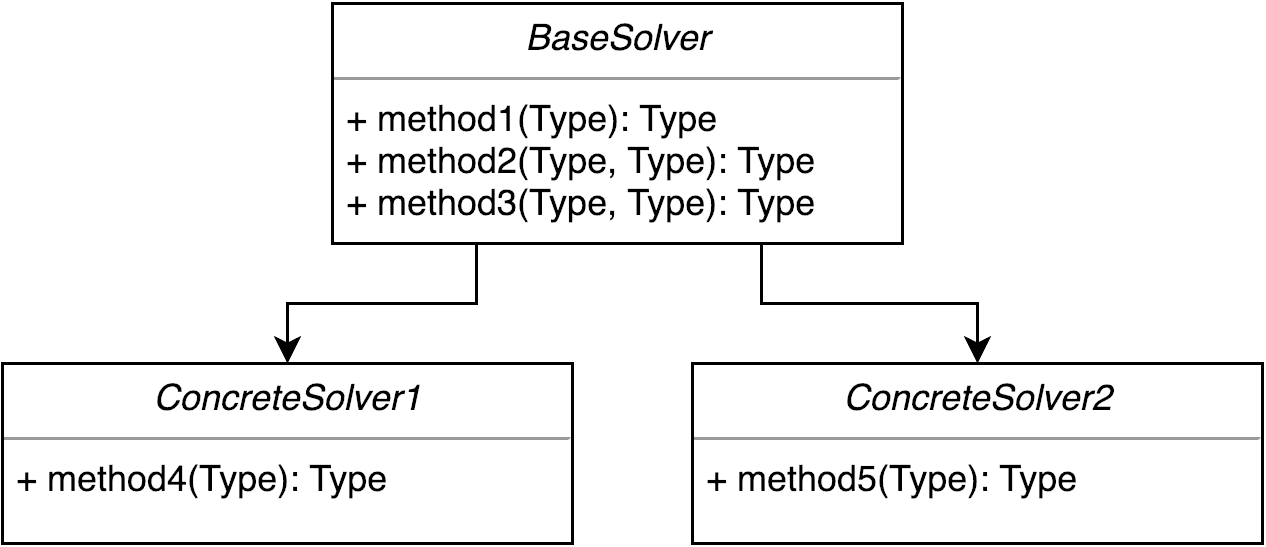 BaseSolver
+ method1(Type): Type
+ method2(Type, Type): Type
+ method3(Type, Type): Type
ConcreteSolver1
+ method4(Type): Type
ConcreteSolver2
+ method5(Type): Type